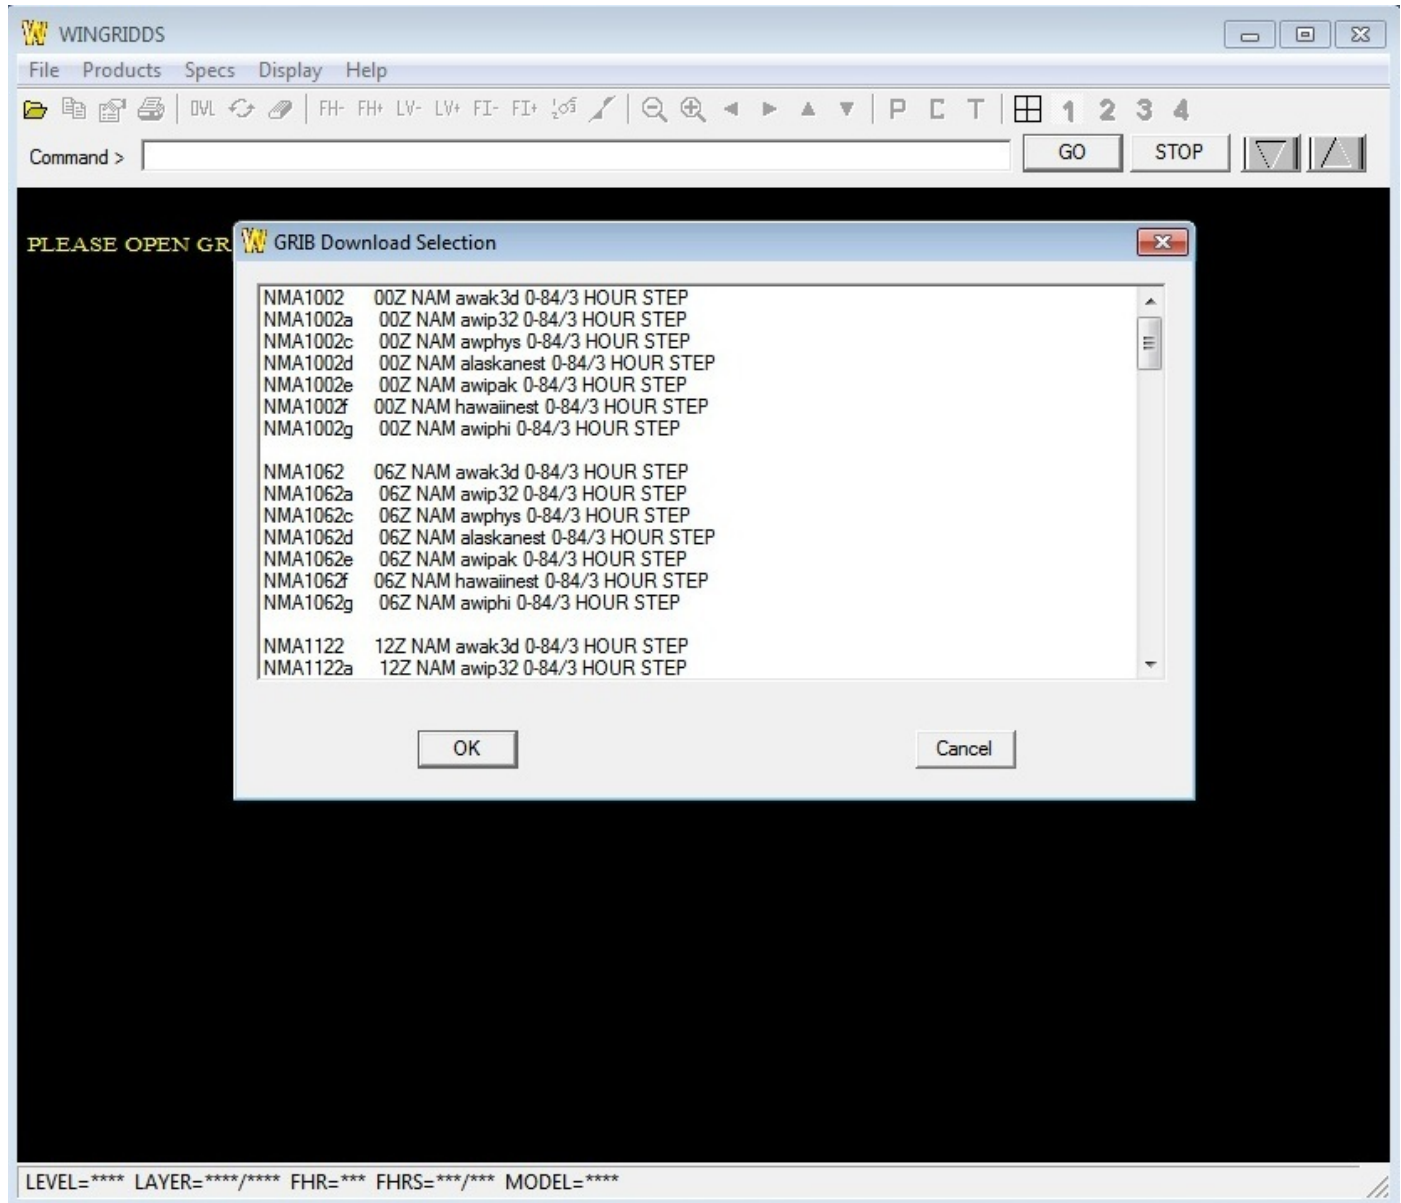 WINGRIDDS
File Products Specs Display Help
OVL FH- FH+ LV- LV+ FI- FI+ P C T 1 2 3 4
Command > GO STOP
PLEASE OPEN GR
GRIB Download Selection
NMA1002 00Z NAM awak3d 0-84/3 HOUR STEP
NMA1002a 00Z NAM awip32 0-84/3 HOUR STEP
NMA1002c 00Z NAM awphys 0-84/3 HOUR STEP
NMA1002d 00Z NAM alaskanest 0-84/3 HOUR STEP
NMA1002e 00Z NAM awipak 0-84/3 HOUR STEP
NMA1002f 00Z NAM hawaiinest 0-84/3 HOUR STEP
NMA1002g 00Z NAM awiphi 0-84/3 HOUR STEP
NMA1062 06Z NAM awak3d 0-84/3 HOUR STEP
NMA1062a 06Z NAM awip32 0-84/3 HOUR STEP
NMA1062c 06Z NAM awphys 0-84/3 HOUR STEP
NMA1062d 06Z NAM alaskanest 0-84/3 HOUR STEP
NMA1062e 06Z NAM awipak 0-84/3 HOUR STEP
NMA1062f 06Z NAM hawaiinest 0-84/3 HOUR STEP
NMA1062g 06Z NAM awiphi 0-84/3 HOUR STEP
NMA1122 12Z NAM awak3d 0-84/3 HOUR STEP
NMA1122a 12Z NAM awip32 0-84/3 HOUR STEP
OK Cancel
LEVEL=**** LAYER=****/**** FHR=*** FHRS=***/*** MODEL=****